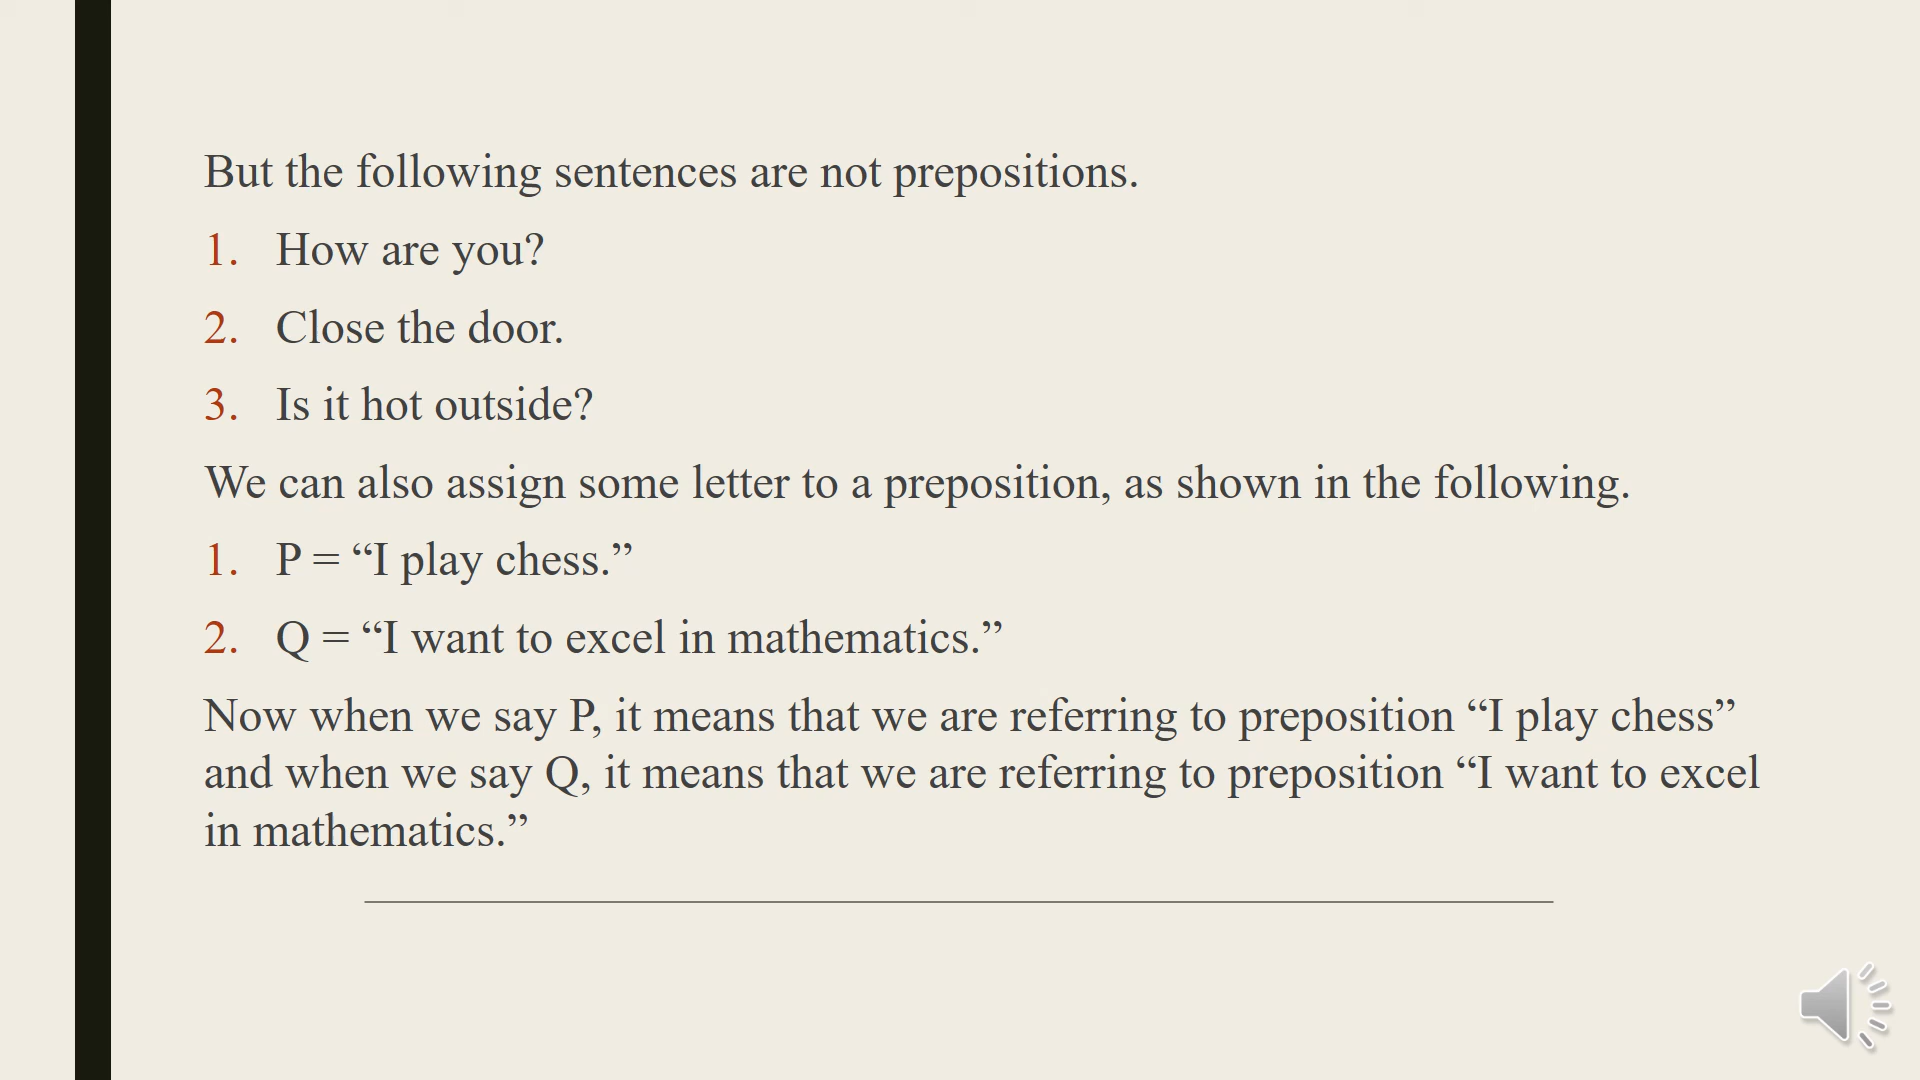 But the following sentences are not prepositions.
1. How are you?
2. Close the door.
3. Is it hot outside?
We can also assign some letter to a preposition, as shown in the following.
1. P = “I play chess.”
2. Q = “I want to excel in mathematics.”
Now when we say P, it means that we are referring to preposition “I play chess”
and when we say Q, it means that we are referring to preposition “I want to excel
in mathematics.”